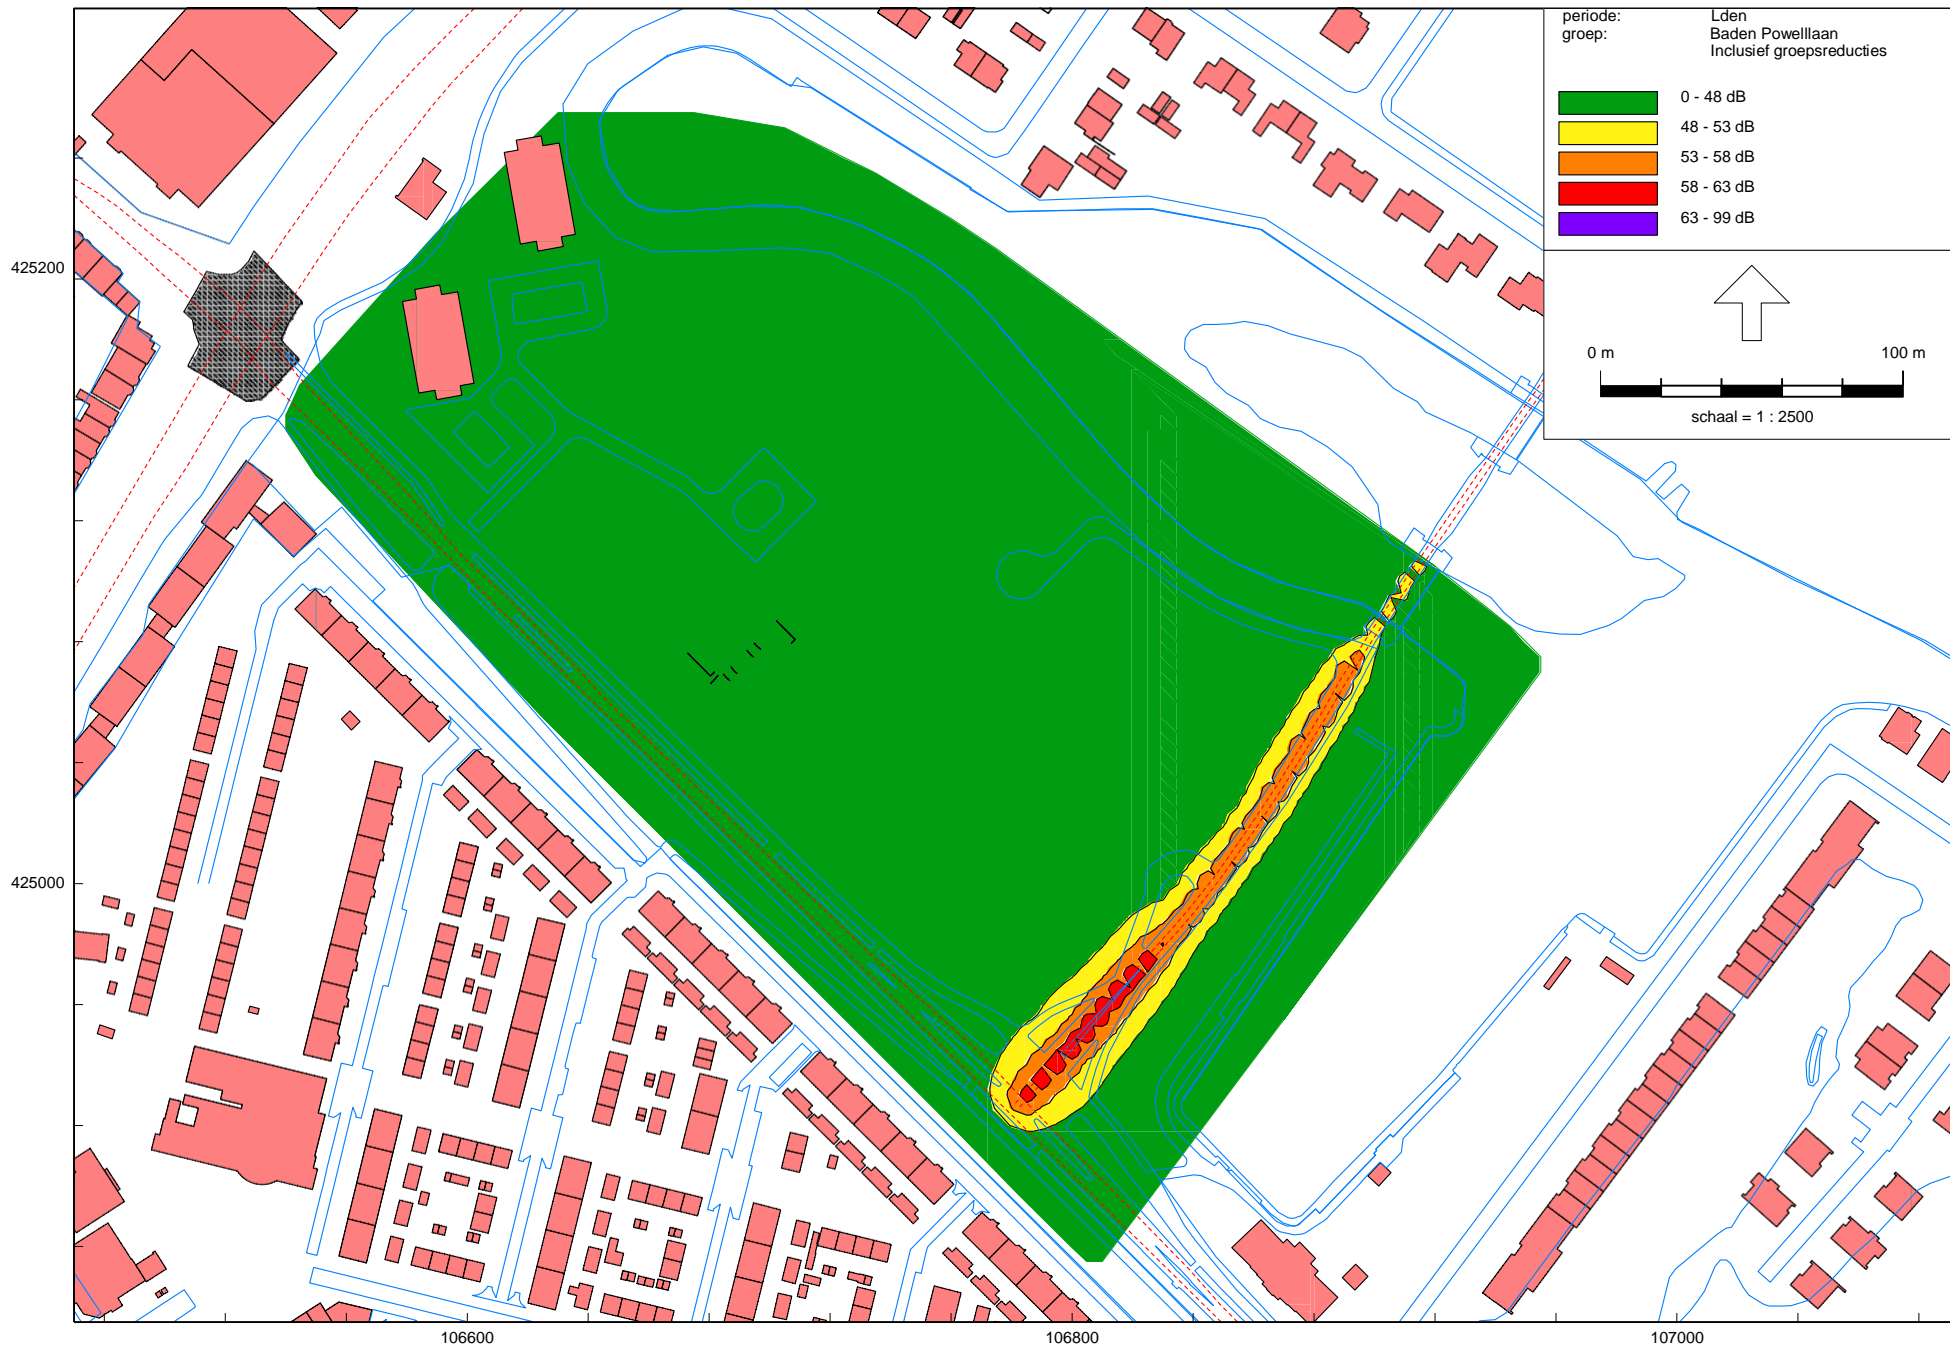 periode: Lden
groep: Baden Powelllaan
Inclusief groepsreducties
0 - 48 dB
48 - 53 dB
53 - 58 dB
58 - 63 dB
63 - 99 dB
0 m 100 m
schaal = 1 : 2500
425200
425000
106600 106800 107000